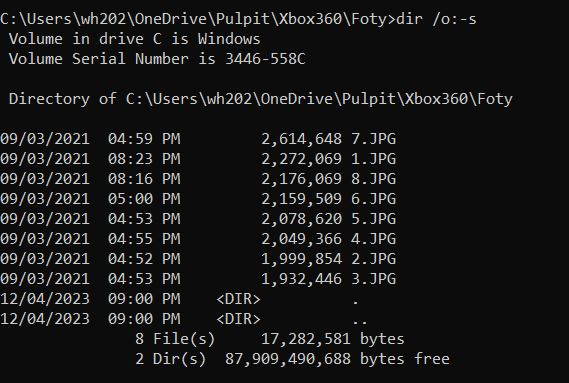 C:\Users\wh202\OneDrive\Pulpit\Xbox360\Foty>dir /o:-s
 Volume in drive C is Windows
 Volume Serial Number is 3446-558C
 Directory of C:\Users\wh202\OneDrive\Pulpit\Xbox360\Foty
09/03/2021  04:59 PM         2,614,648 7.JPG
09/03/2021  08:23 PM         2,272,069 1.JPG
09/03/2021  08:16 PM         2,176,069 8.JPG
09/03/2021  05:00 PM         2,159,509 6.JPG
09/03/2021  04:53 PM         2,078,620 5.JPG
09/03/2021  04:55 PM         2,049,366 4.JPG
09/03/2021  04:52 PM         1,999,854 2.JPG
09/03/2021  04:53 PM         1,932,446 3.JPG
12/04/2023  09:00 PM    <DIR>          .
12/04/2023  09:00 PM    <DIR>          ..
               8 File(s)     17,282,581 bytes
               2 Dir(s)  87,909,490,688 bytes free